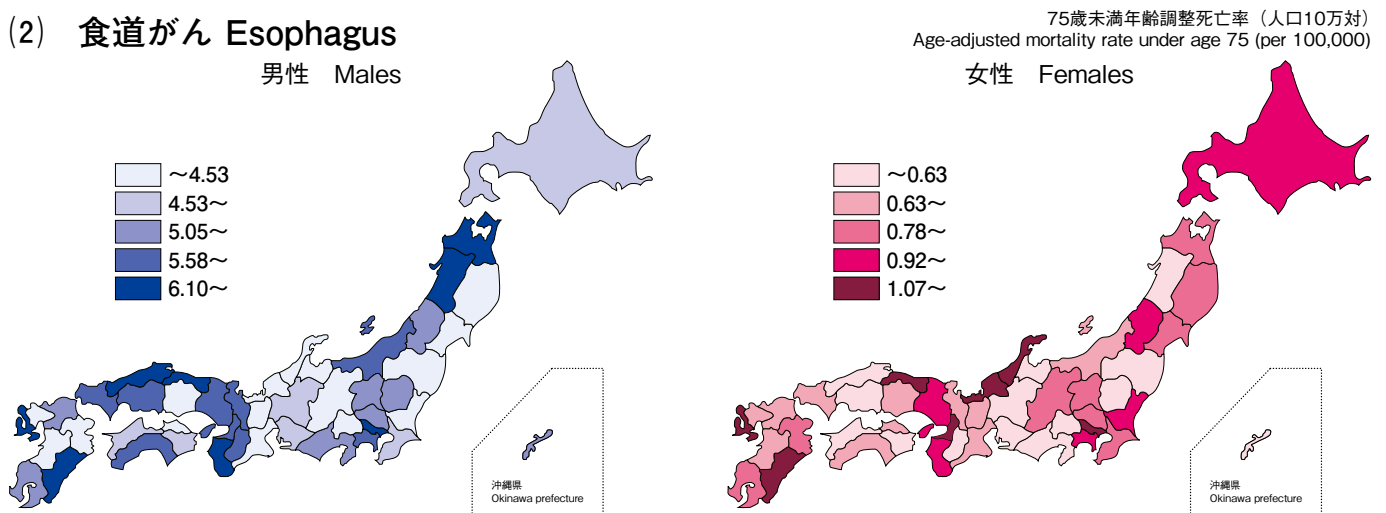 (2) 食道がん Esophagus
75歳未満年齢調整死亡率(人口10万対)
Age-adjusted mortality rate under age 75 (per 100,000)
男性 Males
～4.53
4.53～
5.05～
5.58～
6.10～
沖縄県
Okinawa prefecture
女性 Females
～0.63
0.63～
0.78～
0.92～
1.07～
沖縄県
Okinawa prefecture